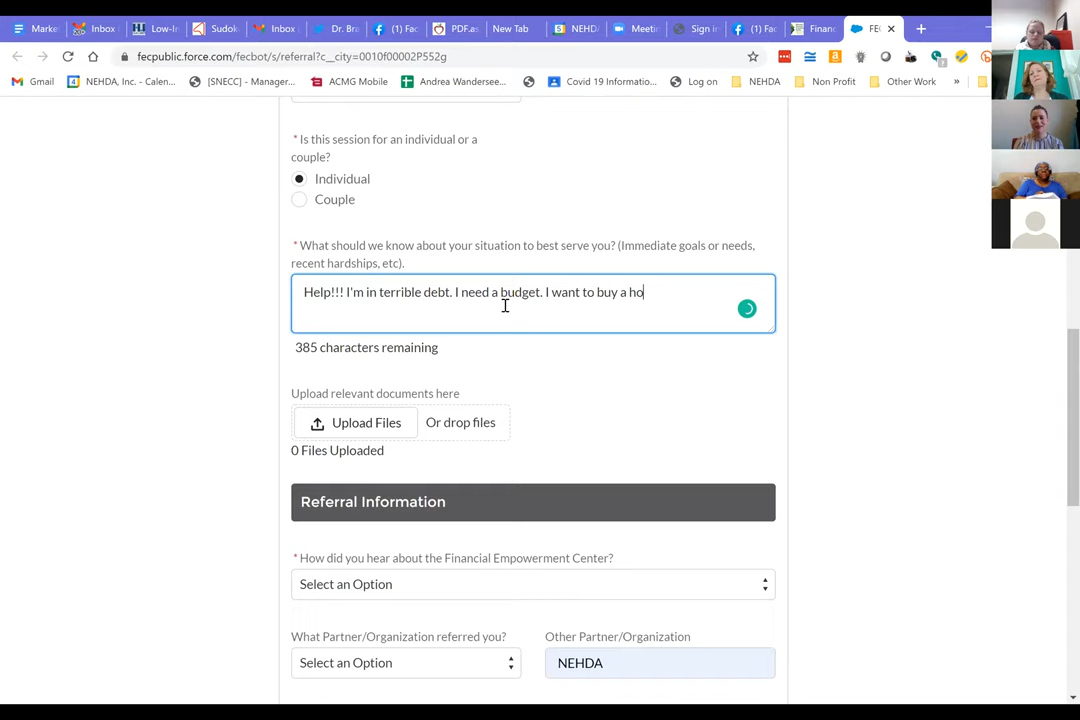 Marke
Inbox
Low-In
Sudok
Inbox
Dr. Bra
(1) Fac
PDF.as
New Tab
NEHD
Meeti
Sign i
(1) Fac
Financ
FEC
fecpublic.force.com/fecbot/s/referral?c__city=0010f00002P552g
Gmail
NEHDA, Inc. - Calen...
[SNECC] - Manager...
ACMG Mobile
Andrea Wandersee...
Covid 19 Informatio...
Log on
NEHDA
Non Profit
Other Work
»
* Is this session for an individual or a
couple?
Individual
Couple
* What should we know about your situation to best serve you? (Immediate goals or needs,
recent hardships, etc).
Help!!! I'm in terrible debt. I need a budget. I want to buy a ho
385 characters remaining
Upload relevant documents here
Upload Files Or drop files
0 Files Uploaded
Referral Information
* How did you hear about the Financial Empowerment Center?
Select an Option
What Partner/Organization referred you? Other Partner/Organization
Select an Option NEHDA